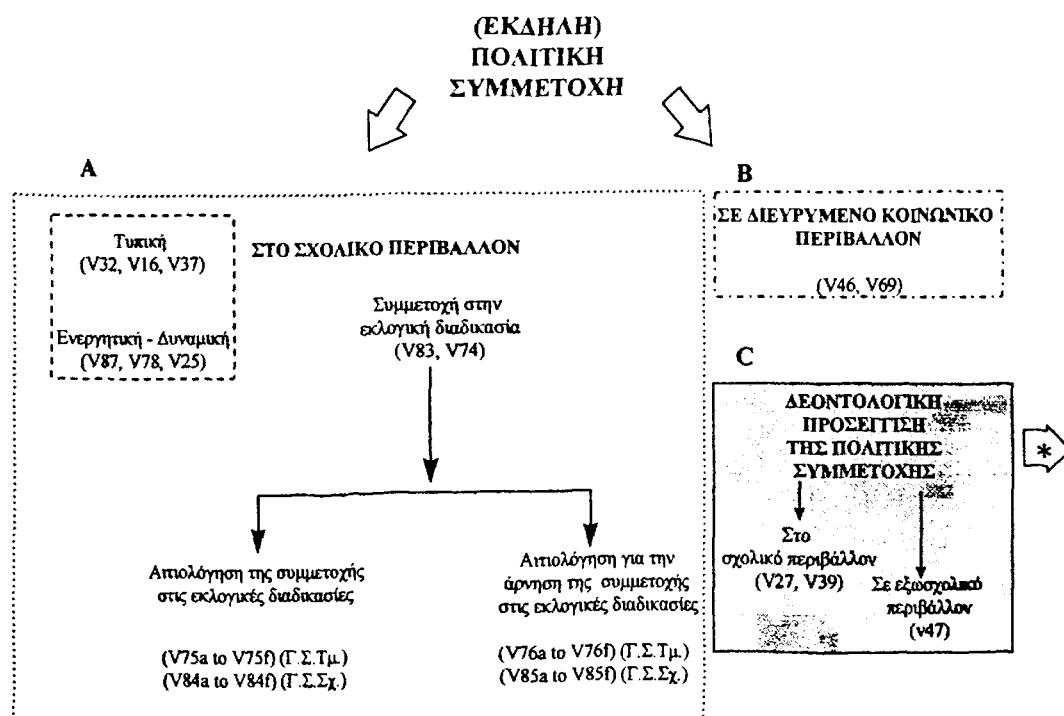 (ΕΚΔΗΛΗ)
ΠΟΛΙΤΙΚΗ
ΣΥΜΜΕΤΟΧΗ
A
Τυπική
(V32, V16, V37)
Ενεργητική - Δυναμική
(V87, V78, V25)
ΣΤΟ ΣΧΟΛΙΚΟ ΠΕΡΙΒΑΛΛΟΝ
Συμμετοχή στην
εκλογική διαδικασία
(V83, V74)
Αιτιολόγηση της συμμετοχής
στις εκλογικές διαδικασίες
(V75a to V75f) (Γ.Σ.Τμ.)
(V84a to V84f) (Γ.Σ.Σχ.)
Αιτιολόγηση για την
άρνηση της συμμετοχής
στις εκλογικές διαδικασίες
(V76a to V76f) (Γ.Σ.Τμ.)
(V85a to V85f) (Γ.Σ.Σχ.)
B
ΣΕ ΔΙΕΥΡΥΜΕΝΟ ΚΟΙΝΩΝΙΚΟ
ΠΕΡΙΒΑΛΛΟΝ
(V46, V69)
C
ΔΕΟΝΤΟΛΟΓΙΚΗ
ΠΡΟΣΕΓΓΙΣΗ
ΤΗΣ ΠΟΛΙΤΙΚΗΣ
ΣΥΜΜΕΤΟΧΗΣ
Στο
σχολικό περιβάλλον
(V27, V39)
Σε εξωσχολικό
περιβάλλον
(v47)
*